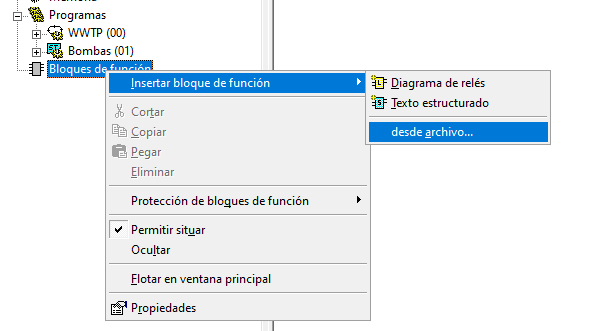 Programas
WWTP (00)
Bombas (01)
Bloques de función
Insertar bloque de función
Diagrama de relés
Texto estructurado
desde archivo...
Cortar
Copiar
Pegar
Eliminar
Protección de bloques de función
Permitir situar
Ocultar
Flotar en ventana principal
Propiedades